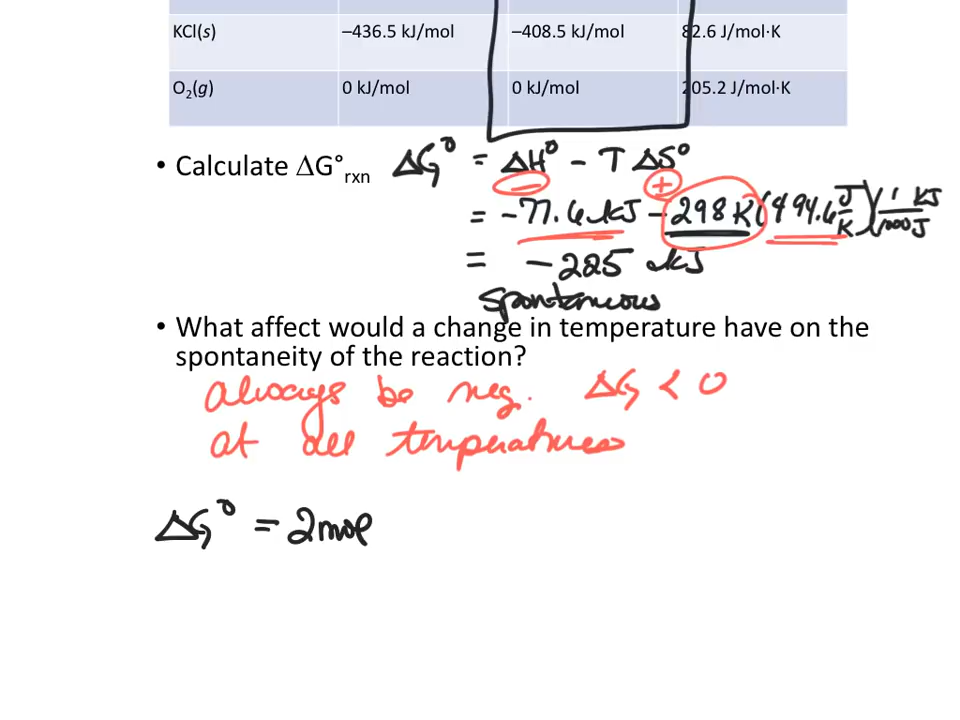 KCl(s) –436.5 kJ/mol –408.5 kJ/mol 82.6 J/mol·K
O₂(g) 0 kJ/mol 0 kJ/mol 205.2 J/mol·K
• Calculate ΔG°rxn ΔG° = ΔH° – T ΔS°
– +
= –77.6 kJ – 298 K (494.6 J/K)(1 kJ/1000 J)
= –225 kJ
spontaneous
• What affect would a change in temperature have on the
spontaneity of the reaction?
always be neg. ΔG < 0
at all temperatures
ΔG° = 2mol